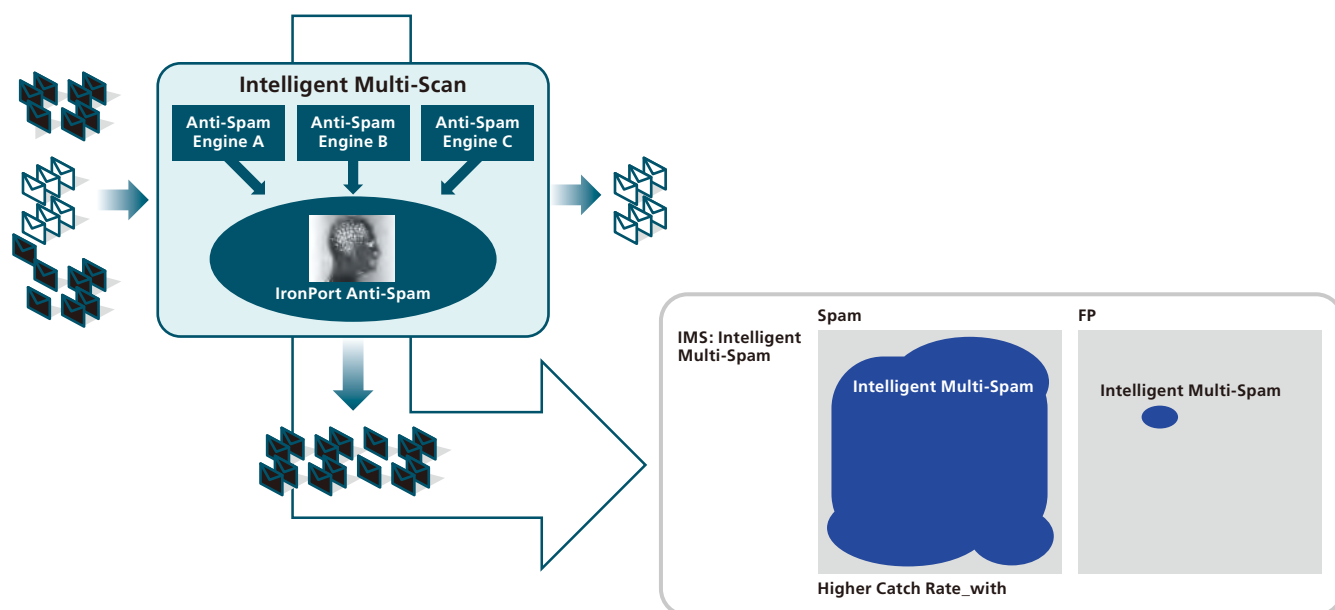 Intelligent Multi-Scan
Anti-Spam
Engine A
Anti-Spam
Engine B
Anti-Spam
Engine C
IronPort Anti-Spam
IMS: Intelligent
Multi-Spam
Spam
Intelligent Multi-Spam
FP
Intelligent Multi-Spam
Higher Catch Rate_with